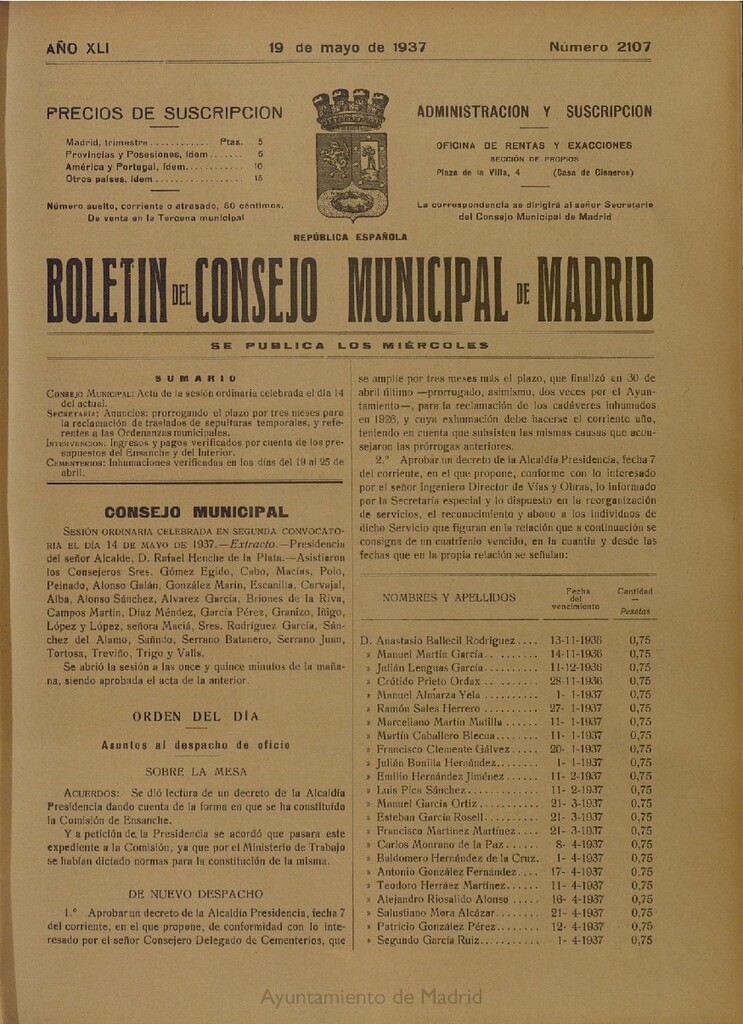 AÑO XLI 19 de mayo de 1937 Número 2107
PRECIOS DE SUSCRIPCION
Madrid, trimestre............ Ptas. 5
Provincias y Posesiones, ídem....... 6
América y Portugal, ídem........... 10
Otros países, ídem................. 15
Número suelto, corriente o atrasado, 50 céntimos.
De venta en la Tercena municipal
ADMINISTRACION Y SUSCRIPCION
OFICINA DE RENTAS Y EXACCIONES
SECCIÓN DE PROPIOS
Plaza de la Villa, 4 (Casa de Cisneros)
La correspondencia se dirigirá al señor Secretario
del Consejo Municipal de Madrid
REPÚBLICA ESPAÑOLA
BOLETIN DEL CONSEJO MUNICIPAL DE MADRID
SE PUBLICA LOS MIÉRCOLES
SUMARIO
CONSEJO MUNICIPAL: Acta de la sesión ordinaria celebrada el día 14
del actual.
SECRETARÍA: Anuncios: prorrogando el plazo por tres meses para
la reclamación de traslados de sepulturas temporales, y refe-
rentes a las Ordenanzas municipales.
INTERVENCIÓN: Ingresos y pagos verificados por cuenta de los pre-
supuestos del Ensanche y del Interior.
CEMENTERIOS: Inhumaciones verificadas en los días del 19 al 25 de
abril.
CONSEJO MUNICIPAL
SESIÓN ORDINARIA CELEBRADA EN SEGUNDA CONVOCATO-
RIA EL DÍA 14 DE MAYO DE 1937.—Extracto.—Presidencia
del señor Alcalde, D. Rafael Henche de la Plata.—Asistieron
los Consejeros Sres. Gómez Egido, Cabo, Macías, Polo,
Peinado, Alonso Galán, González Marín, Escanilla, Carvajal,
Alba, Alonso Sánchez, Alvarez García, Briones de la Riva,
Campos Martín, Díaz Méndez, García Pérez, Granizo, Iñigo,
López y López, señora Maciá, Sres. Rodríguez García, Sán-
chez del Alamo, Sañudo, Serrano Batanero, Serrano Juan,
Tortosa, Treviño, Trigo y Valls.
Se abrió la sesión a las once y quince minutos de la maña-
na, siendo aprobada el acta de la anterior.
ORDEN DEL DÍA
Asuntos al despacho de oficio
SOBRE LA MESA
ACUERDOS: Se dió lectura de un decreto de la Alcaldía
Presidencia dando cuenta de la forma en que se ha constituído
la Comisión de Ensanche.
Y a petición de la Presidencia se acordó que pasara este
expediente a la Comisión, ya que por el Ministerio de Trabajo
se habían dictado normas para la constitución de la misma.
DE NUEVO DESPACHO
1.º Aprobar un decreto de la Alcaldía Presidencia, fecha 7
del corriente, en el que propone, de conformidad con lo inte-
resado por el señor Consejero Delegado de Cementerios, que
se amplíe por tres meses más el plazo, que finalizó en 30 de
abril último —prorrogado, asimismo, dos veces por el Ayun-
tamiento—, para la reclamación de los cadáveres inhumados
en 1926, y cuya exhumación debe hacerse el corriente año,
teniendo en cuenta que subsisten las mismas causas que acon-
sejaron las prórrogas anteriores.
2.º Aprobar un decreto de la Alcaldía Presidencia, fecha 7
del corriente, en el que propone, conforme con lo interesado
por el señor Ingeniero Director de Vías y Obras, lo informado
por la Secretaría especial y lo dispuesto en la reorganización
de servicios, el reconocimiento y abono a los individuos de
dicho Servicio que figuran en la relación que a continuación se
consigna de un cuatrienio vencido, en la cuantía y desde las
fechas que en la propia relación se señalan:
NOMBRES Y APELLIDOS Fecha del vencimiento Cantidad — Pesetas
D. Anastasio Ballecil Rodríguez.... 13-11-1936 0,75
» Manuel Martín García......... 14-11-1936 0,75
» Julián Lenguas García......... 11-12-1936 0,75
» Crótido Prieto Ordax ......... 28-11-1936 0,75
» Manuel Almarza Yela ......... 1- 1-1937 0,75
» Ramón Sales Herrero ......... 27- 1-1937 0,75
» Marceliano Martín Matilla ...... 11- 1-1937 0,75
» Martín Caballero Blecua....... 11- 1-1937 0,75
» Francisco Clemente Gálvez..... 20- 1-1937 0,75
» Julián Bonilla Hernández....... 1- 1-1937 0,75
» Emilio Hernández Jiménez...... 11- 2-1937 0,75
» Luis Pica Sánchez............ 11- 2-1937 0,75
» Manuel García Ortiz.......... 21- 3-1937 0,75
» Esteban García Rosell......... 21- 3-1937 0,75
» Francisco Martínez Martínez.... 21- 3-1937 0,75
» Carlos Monrano de la Paz...... 8- 4-1937 0,75
» Baldomero Hernández de la Cruz. 1- 4-1937 0,75
» Antonio González Fernández.... 17- 4-1937 0,75
» Teodoro Herráez Martínez...... 11- 4-1937 0,75
» Alejandro Riosalido Alonso ..... 16- 4-1937 0,75
» Salustiano Mora Alcázar........ 21- 4-1937 0,75
» Patricio González Pérez........ 12- 4-1937 0,75
» Segundo García Ruiz........... 1- 4-1937 0,75
Ayuntamiento de Madrid